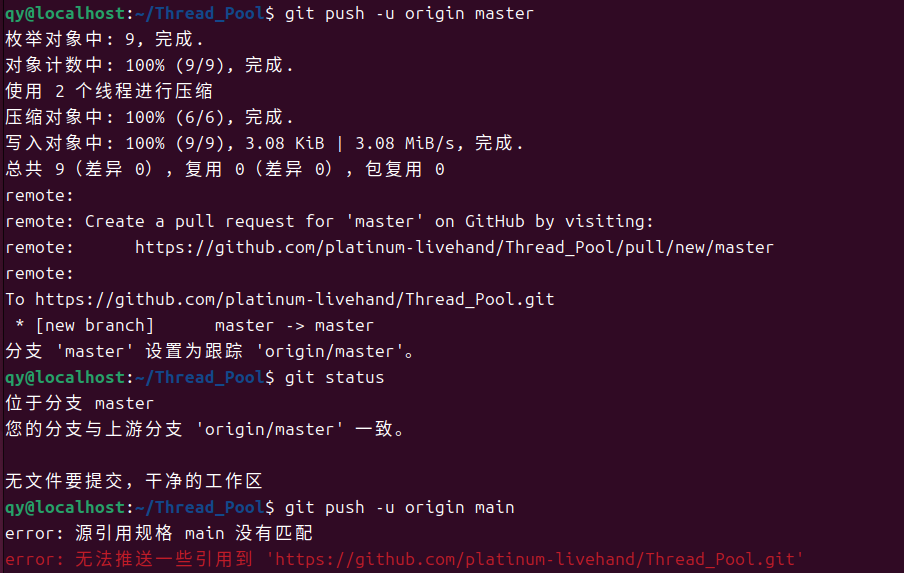 qy@localhost:~/Thread_Pool$ git push -u origin master
枚举对象中: 9, 完成.
对象计数中: 100% (9/9), 完成.
使用 2 个线程进行压缩
压缩对象中: 100% (6/6), 完成.
写入对象中: 100% (9/9), 3.08 KiB | 3.08 MiB/s, 完成.
总共 9（差异 0），复用 0（差异 0），包复用 0
remote:
remote: Create a pull request for 'master' on GitHub by visiting:
remote:      https://github.com/platinum-livehand/Thread_Pool/pull/new/master
remote:
To https://github.com/platinum-livehand/Thread_Pool.git
 * [new branch]      master -> master
分支 'master' 设置为跟踪 'origin/master'。
qy@localhost:~/Thread_Pool$ git status
位于分支 master
您的分支与上游分支 'origin/master' 一致。

无文件要提交，干净的工作区
qy@localhost:~/Thread_Pool$ git push -u origin main
error: 源引用规格 main 没有匹配
error: 无法推送一些引用到 'https://github.com/platinum-livehand/Thread_Pool.git'